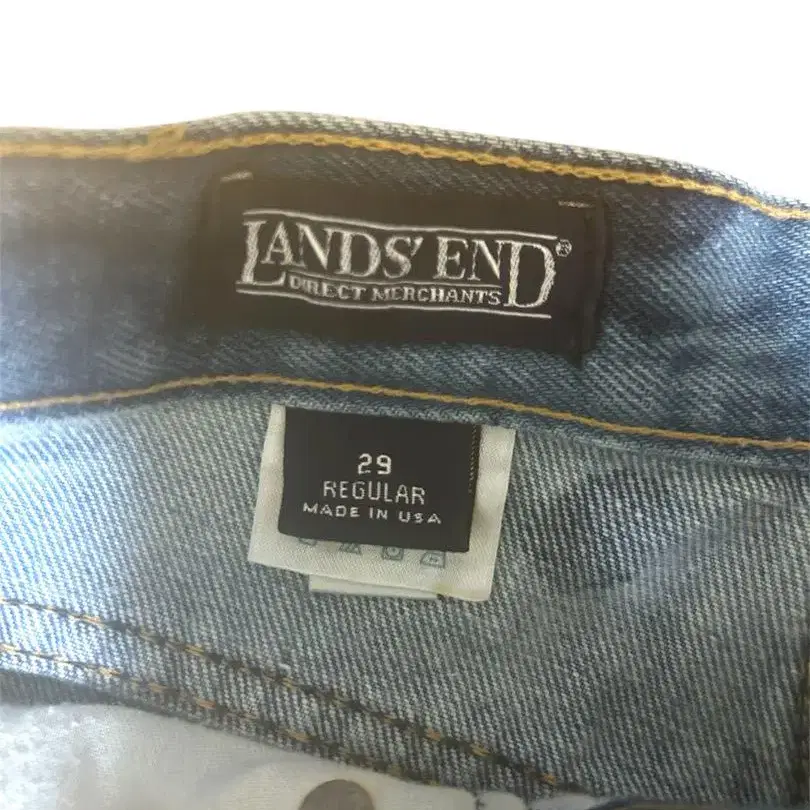 LANDS' END®
DIRECT MERCHANTS
29
REGULAR
MADE IN USA